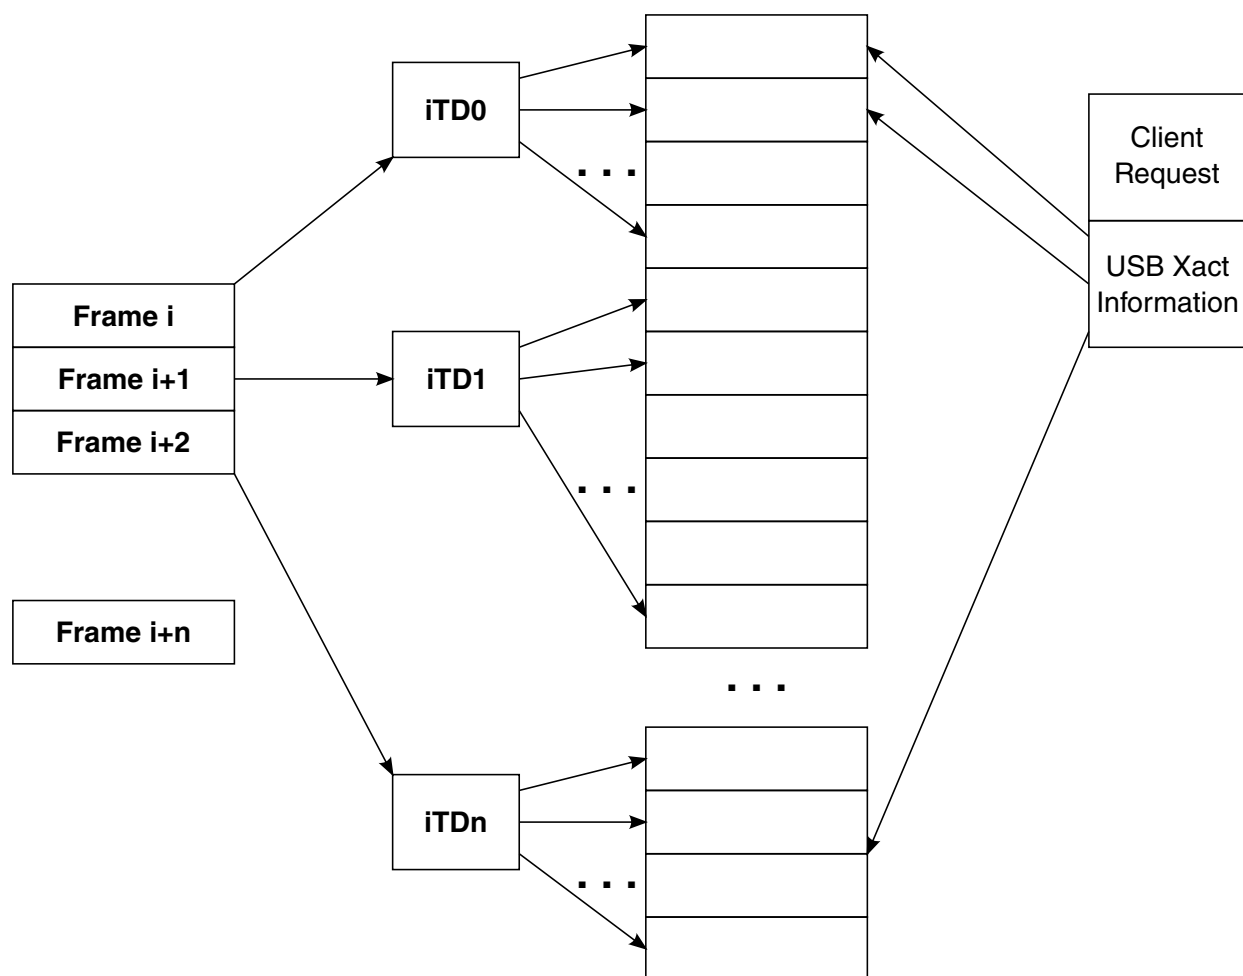 iTD0
. . .
Client
Request
USB Xact
Information
Frame i
Frame i+1
Frame i+2
iTD1
. . .
Frame i+n
. . .
iTDn
. . .